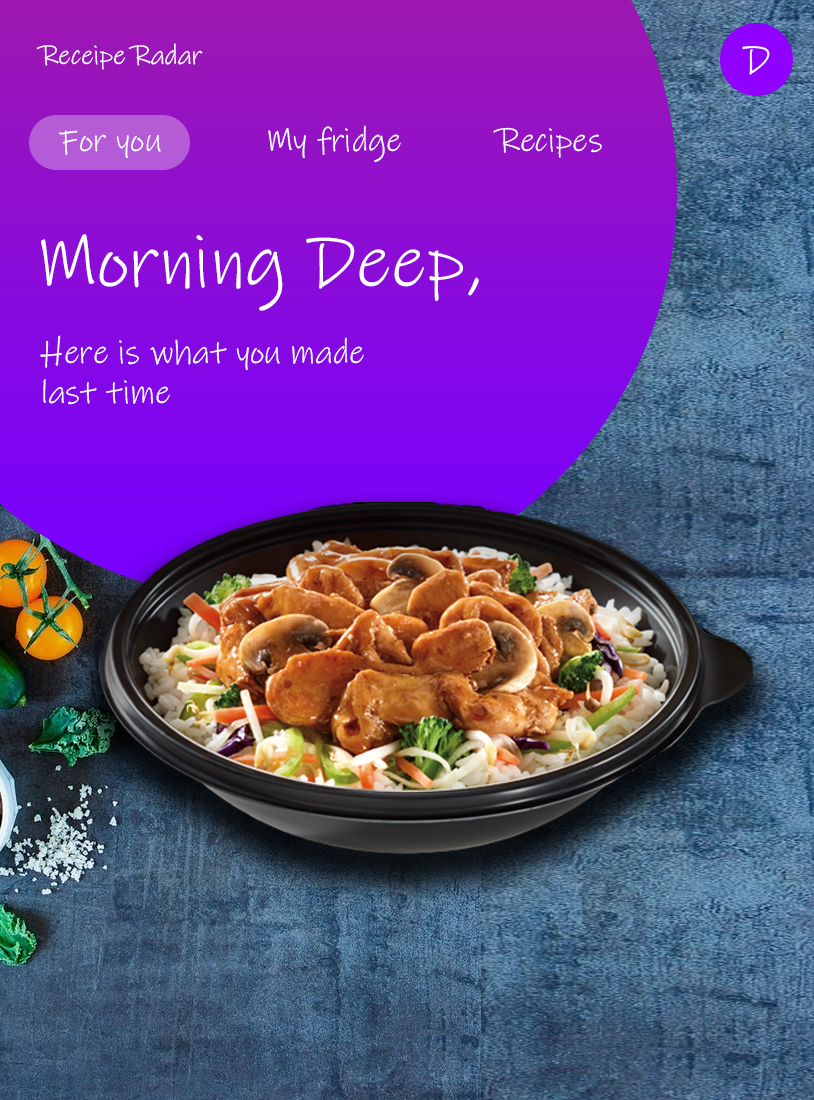 Receipe Radar
D
For you
My fridge
Recipes
Morning Deep,
Here is what you made
last time